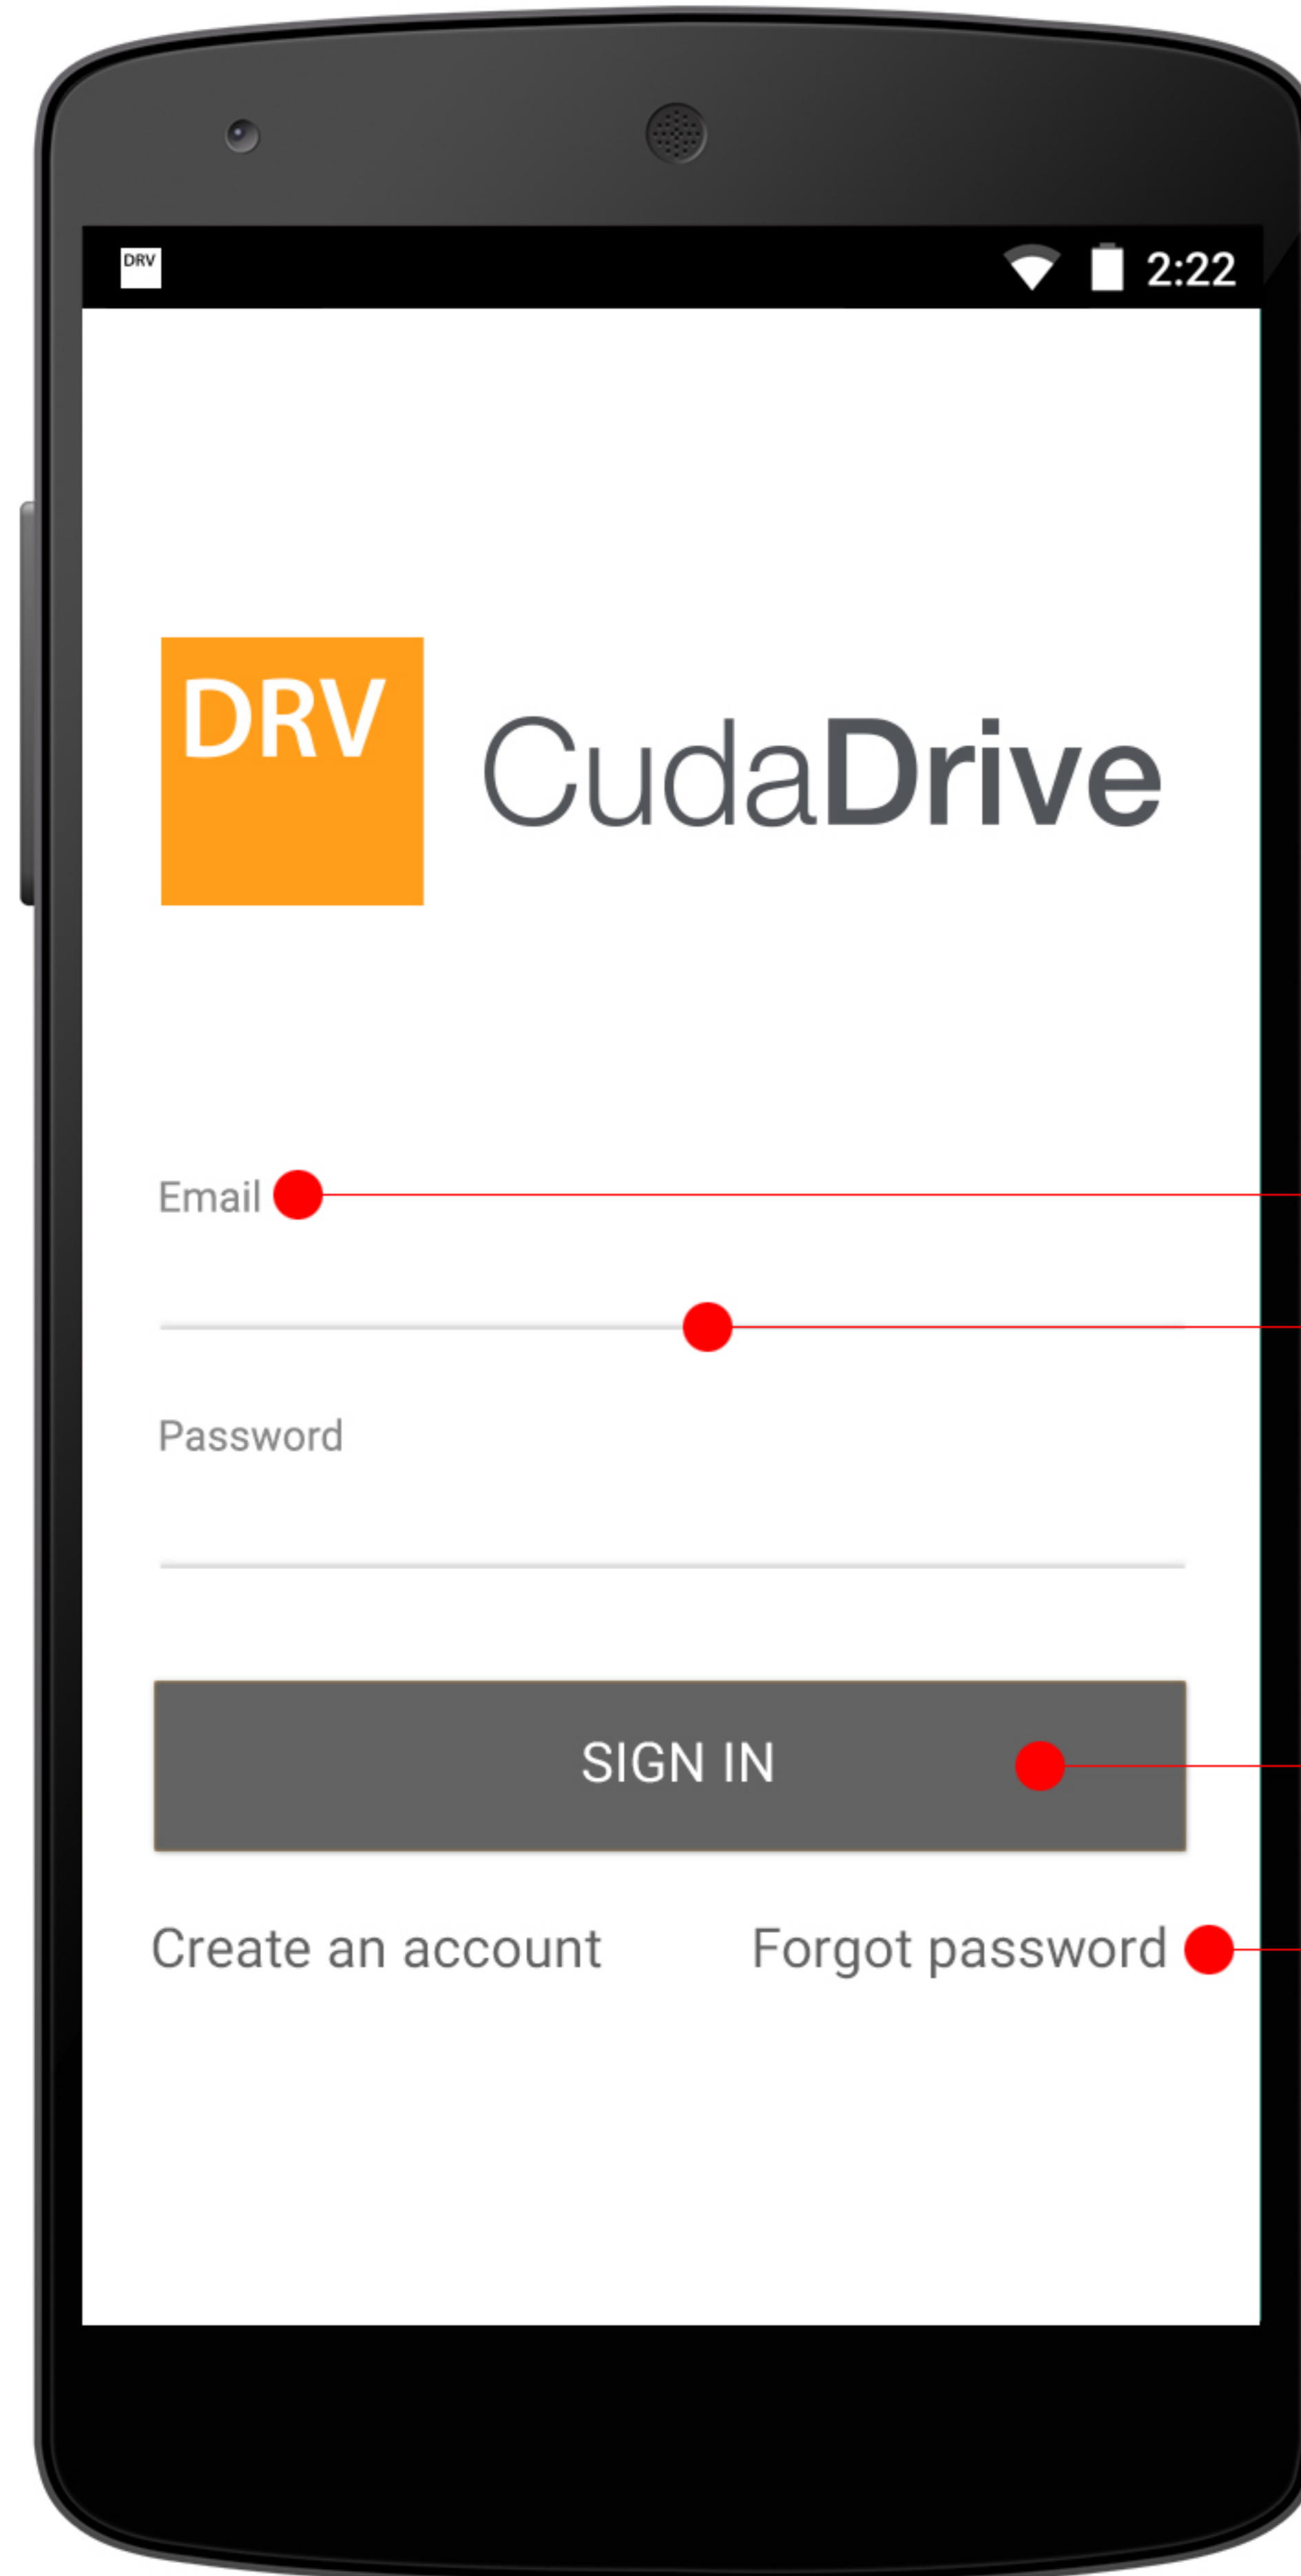 DRV 2:22
DRV
CudaDrive
Email
Password
SIGN IN
Create an account Forgot password